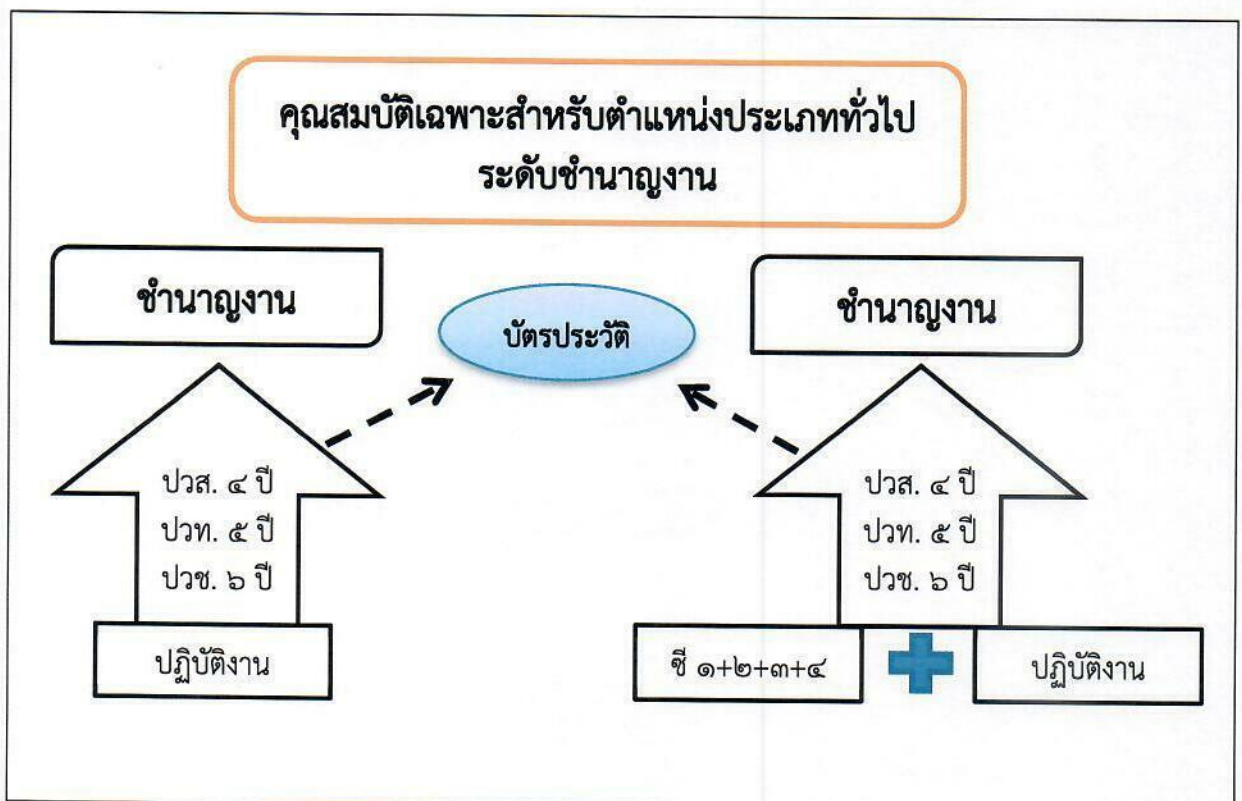 คุณสมบัติเฉพาะสำหรับตำแหน่งประเภททั่วไป
ระดับชำนาญงาน
ชำนาญงาน
บัตรประวัติ
ชำนาญงาน
ปวส. ๔ ปี
ปวท. ๕ ปี
ปวช. ๖ ปี
ปฏิบัติงาน
ปวส. ๔ ปี
ปวท. ๕ ปี
ปวช. ๖ ปี
ซี ๑+๒+๓+๔
ปฏิบัติงาน